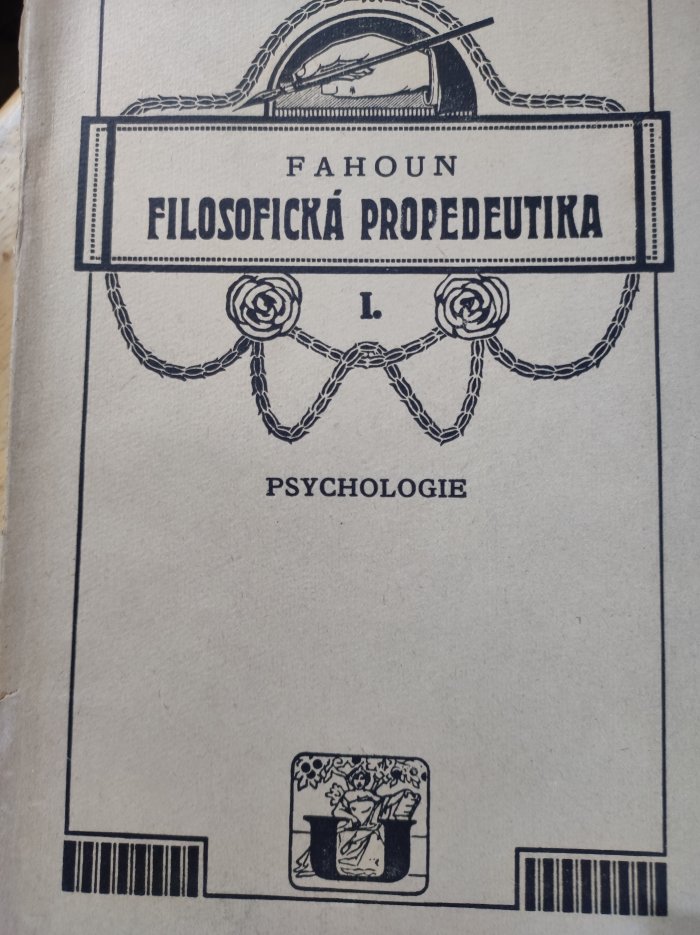 FAHOUN
FILOSOFICKÁ PROPEDEUTIKA
I.
PSYCHOLOGIE
U